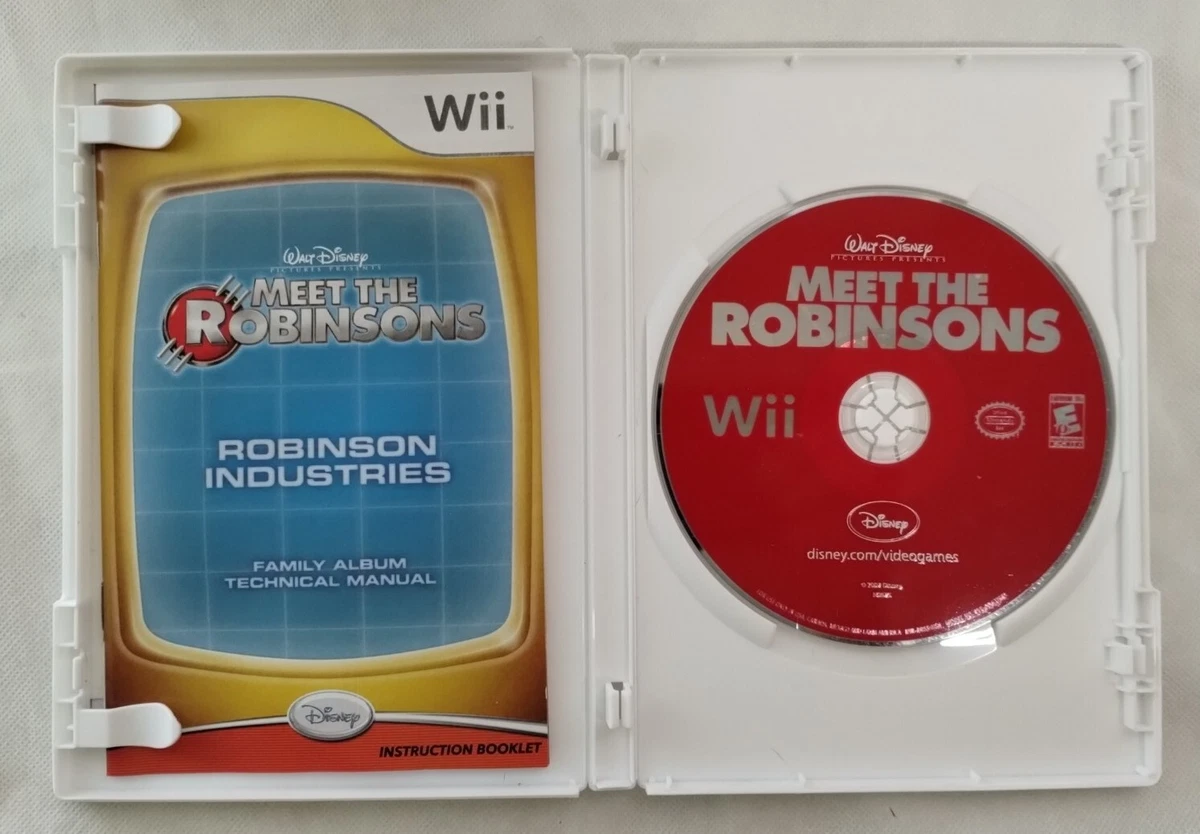 Wii
WALT DISNEY
PICTURES PRESENTS
MEET THE
ROBINSONS
ROBINSON
INDUSTRIES
FAMILY ALBUM
TECHNICAL MANUAL
DISNEY
INSTRUCTION BOOKLET
WALT DISNEY
PICTURES PRESENTS
MEET THE
ROBINSONS
Wii
E
DISNEY
disney.com/videogames